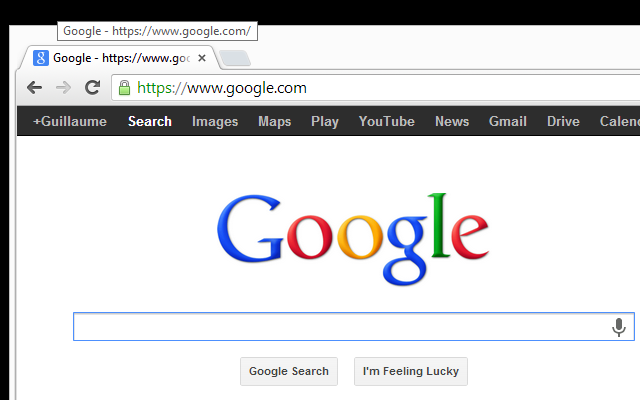 Google - https://www.google.com/
Google - https://www.goo
https://www.google.com
+Guillaume Search Images Maps Play YouTube News Gmail Drive Calend
Google
Google Search I'm Feeling Lucky